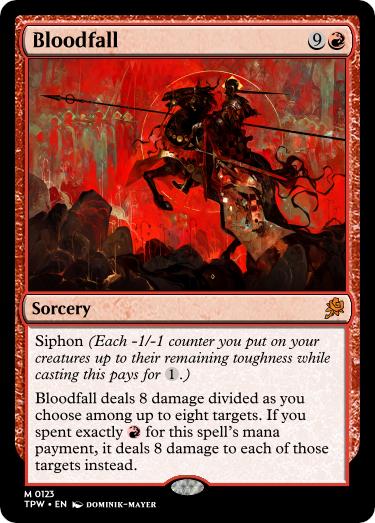 Bloodfall 9
Sorcery
Siphon (Each -1/-1 counter you put on your
creatures up to their remaining toughness while
casting this pays for 1.)
Bloodfall deals 8 damage divided as you
choose among up to eight targets. If you
spent exactly for this spell's mana
payment, it deals 8 damage to each of those
targets instead.
M 0123
TPW • EN DOMINIK-MAYER